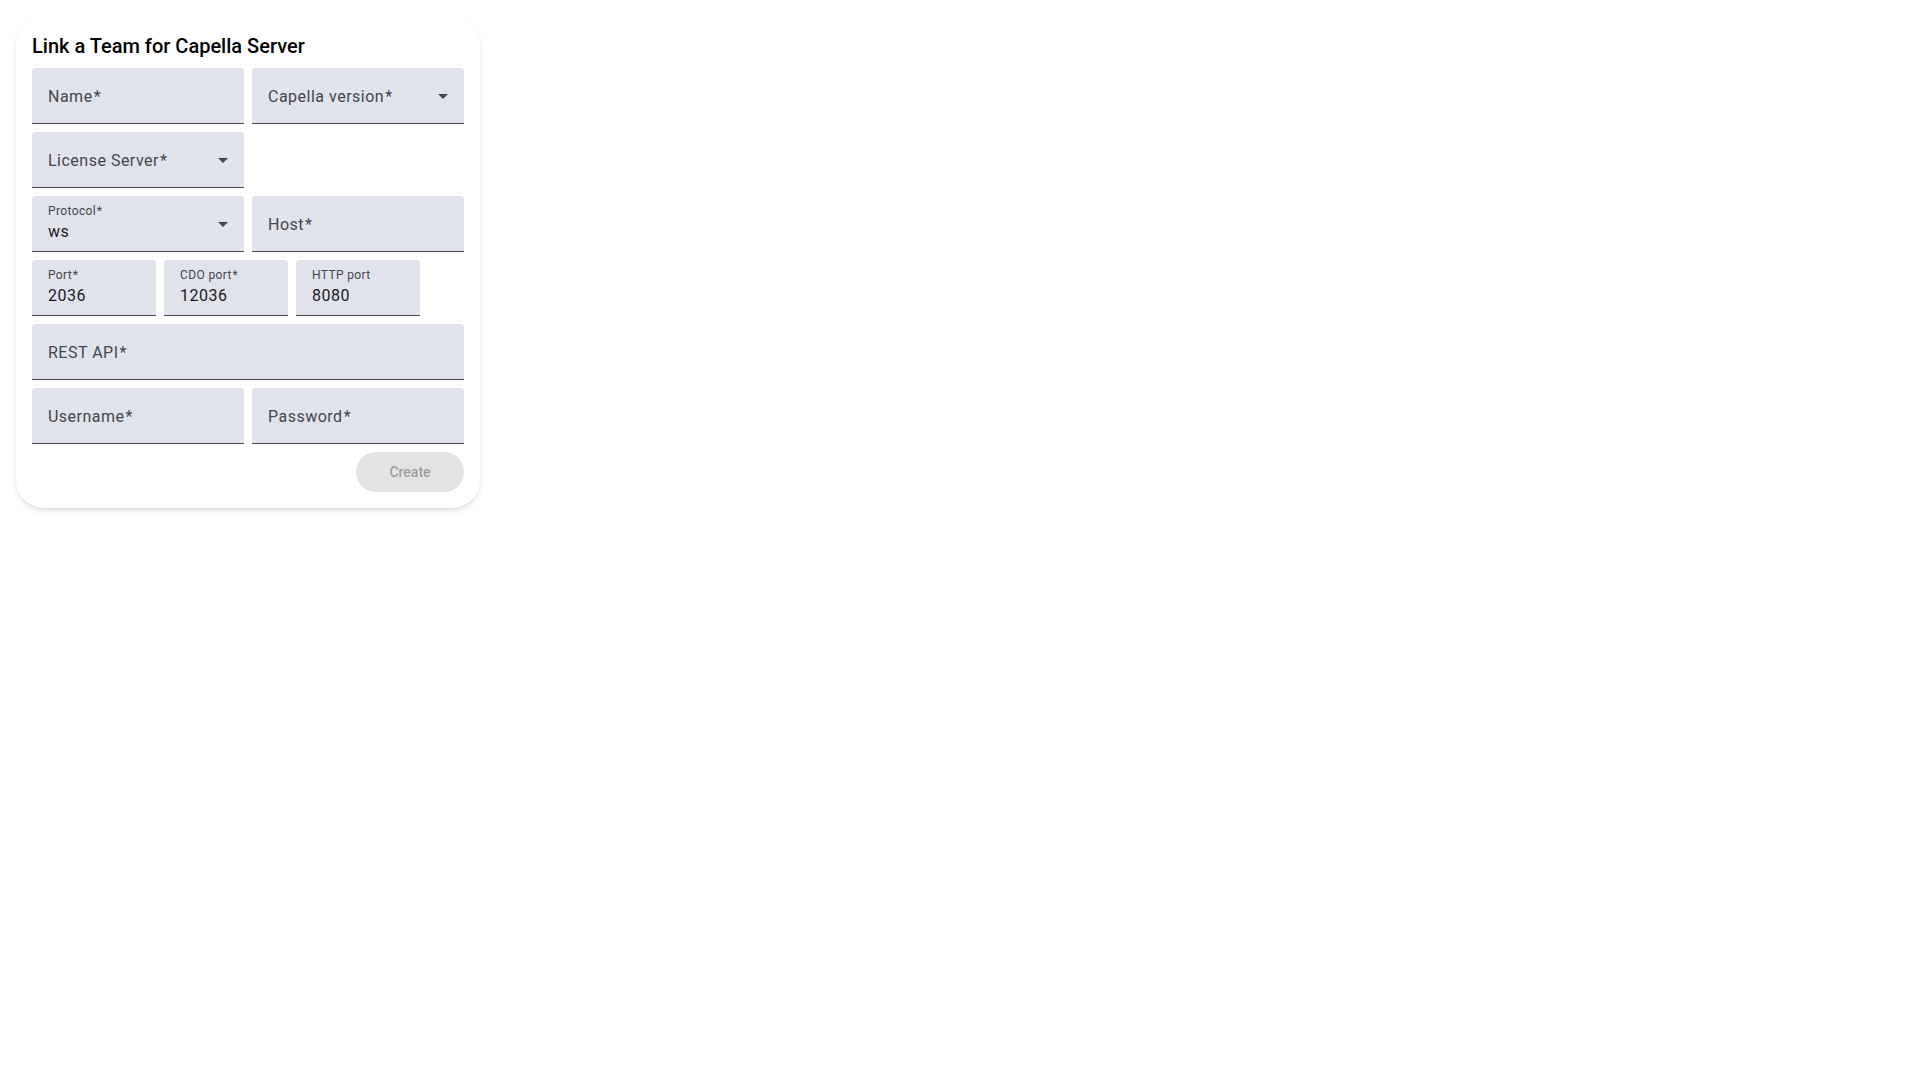 Link a Team for Capella Server
Name*
Capella version*
License Server*
Protocol*
ws
Host*
Port*
2036
CDO port*
12036
HTTP port
8080
REST API*
Username*
Password*
Create